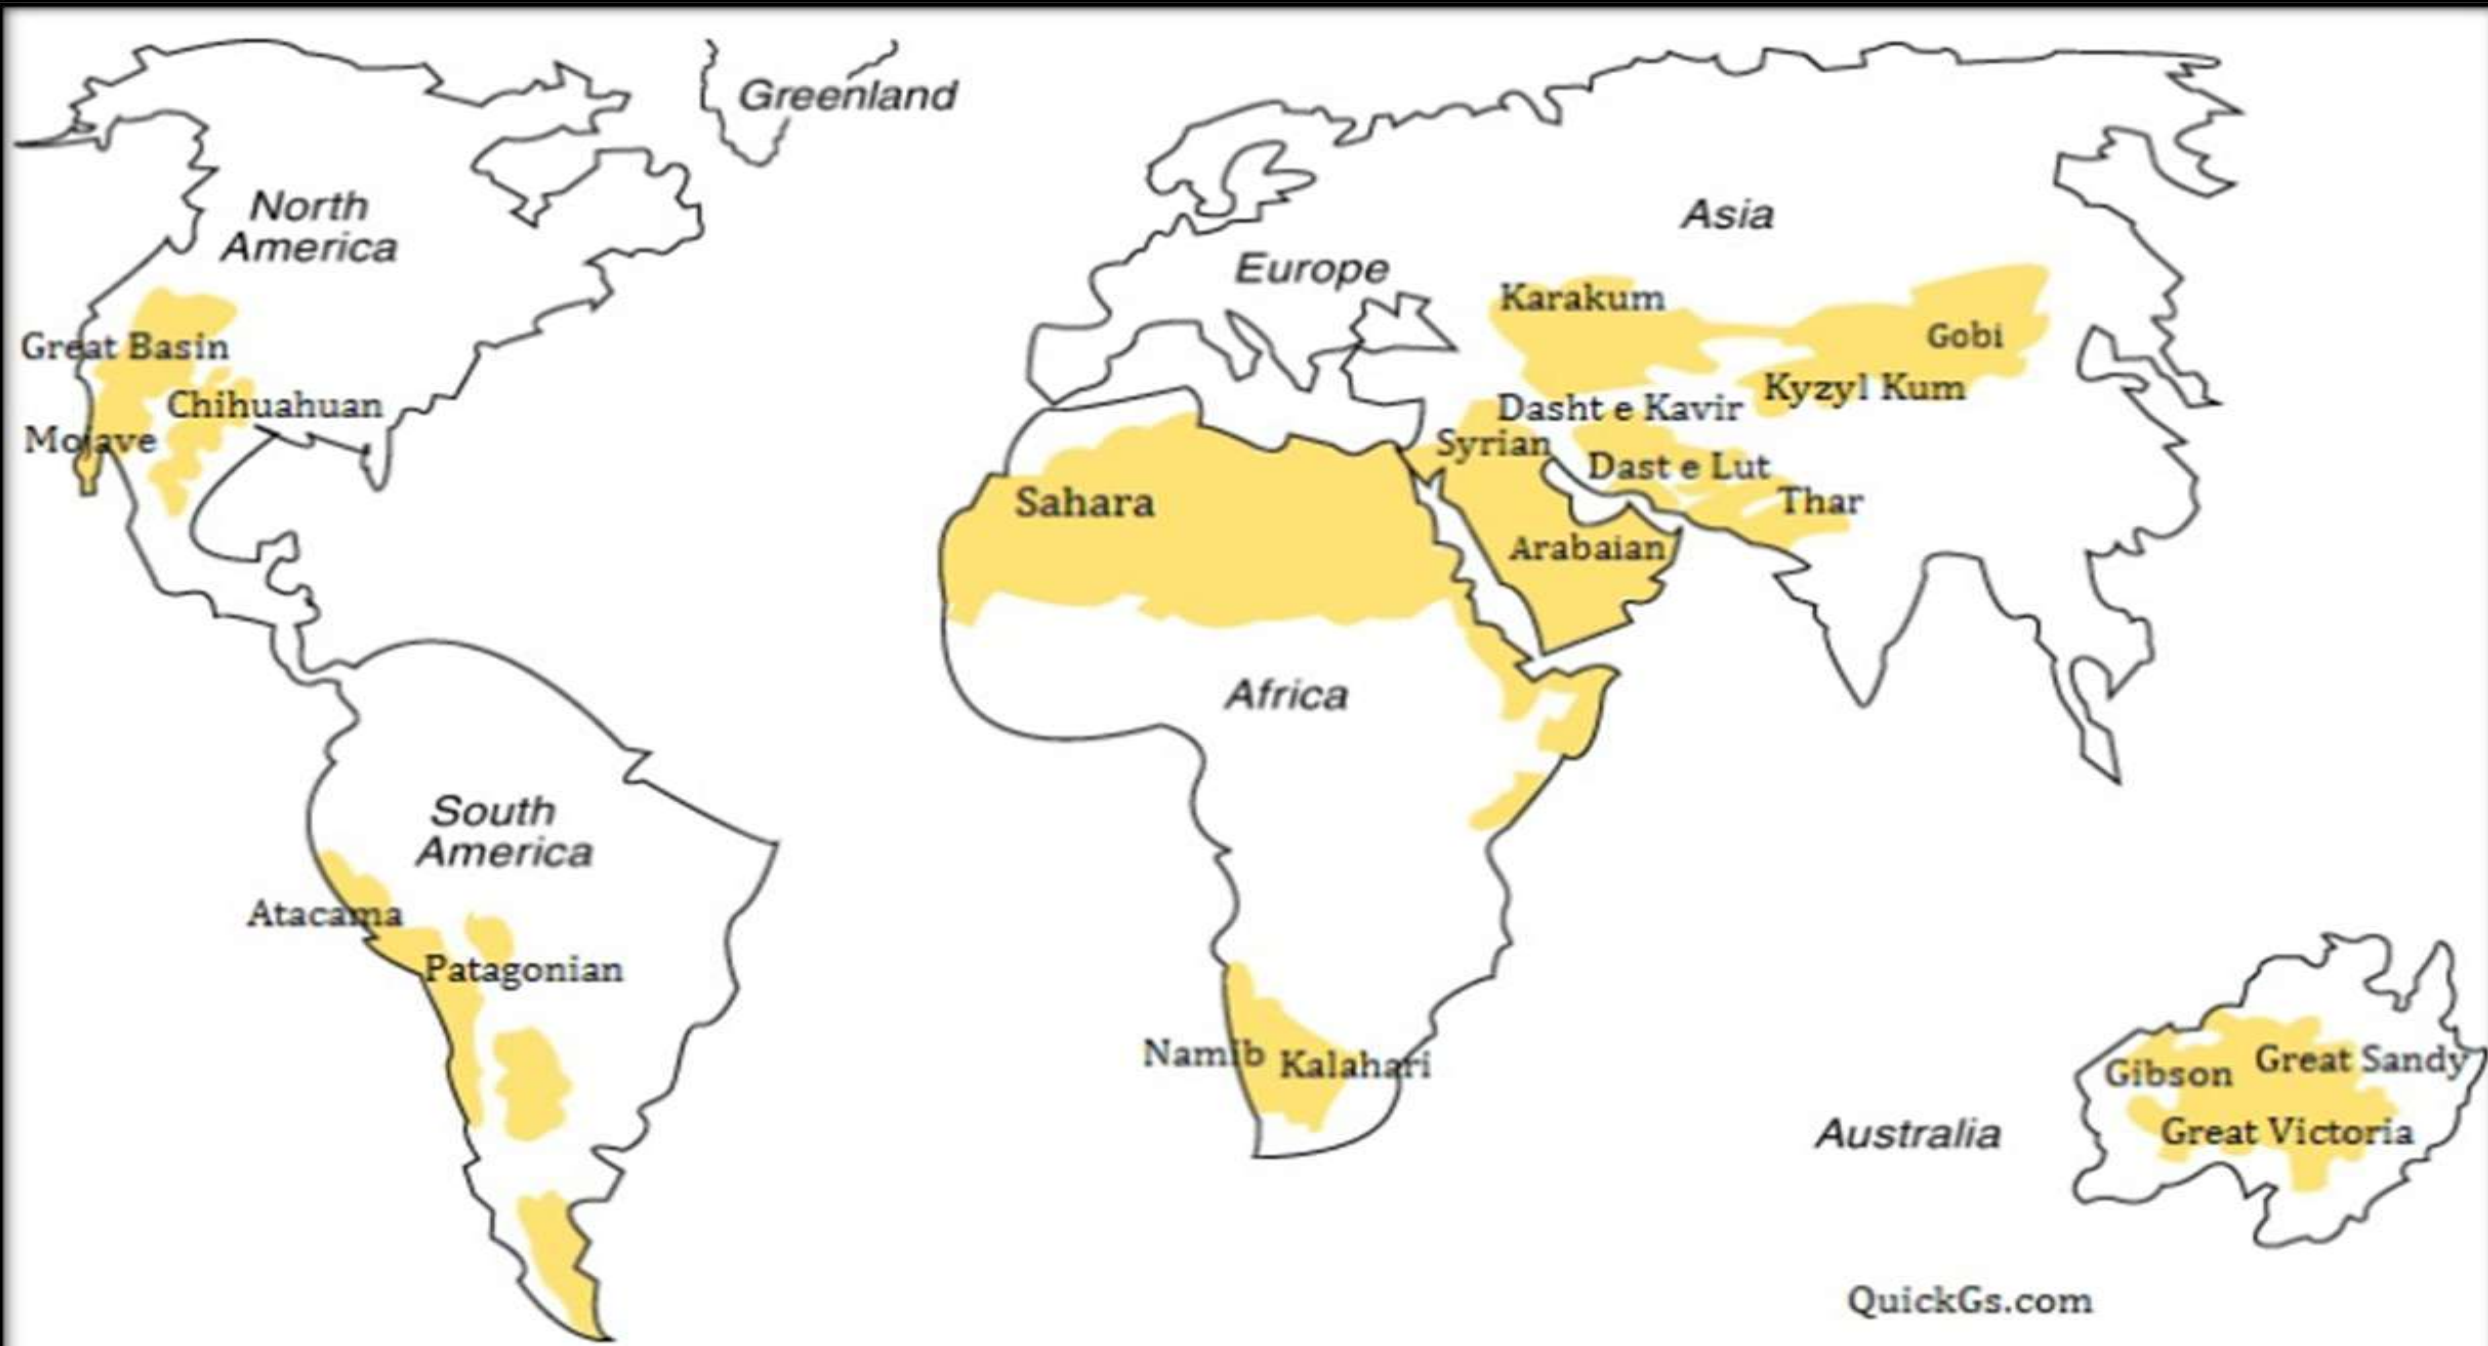 Greenland
North
America
Asia
Europe
Karakum
Gobi
Great Basin
Kyzyl Kum
Chihuahuan
Dasht e Kavir
Mojave
Syrian
Dast e Lut
Sahara
Thar
Arabaian
Africa
South
America
Atacama
Patagonian
Namib
Kalahari
Gibson
Great Sandy
Great Victoria
Australia
QuickGs.com